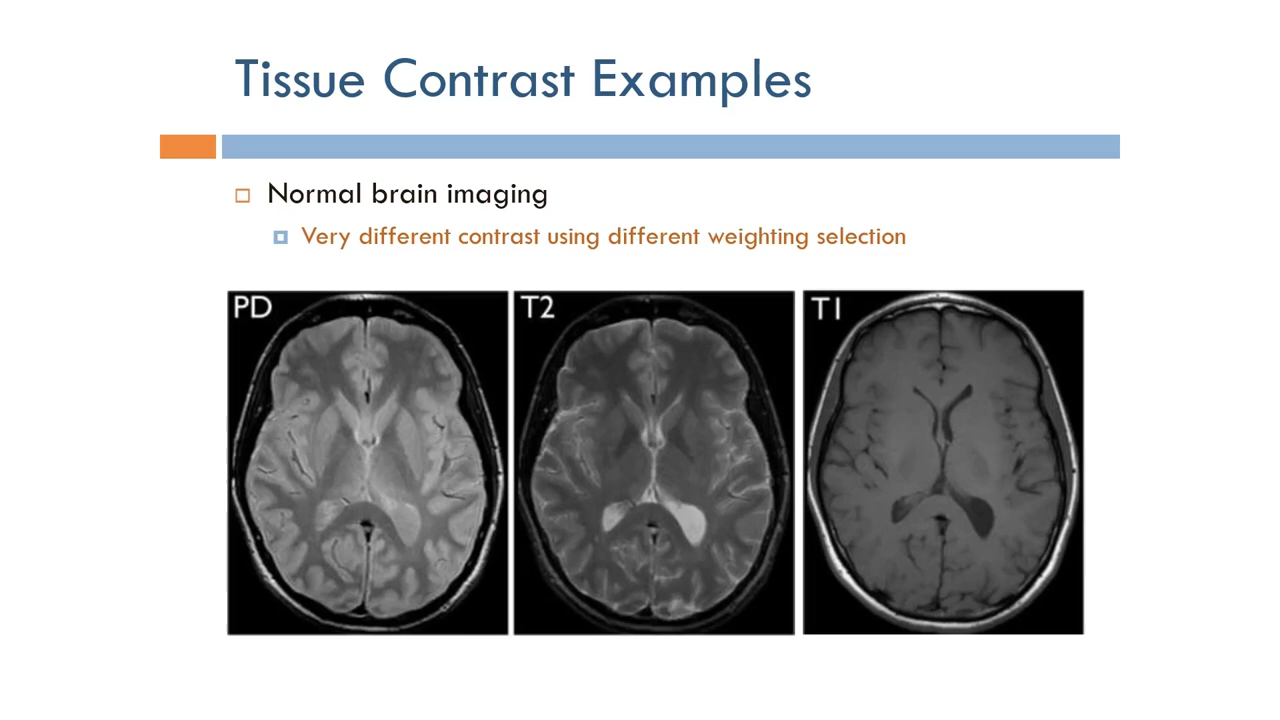 Tissue Contrast Examples
Normal brain imaging
Very different contrast using different weighting selection
PD
T2
T1